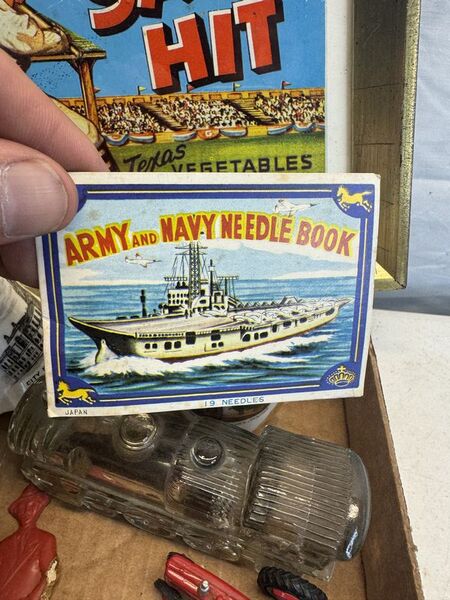 HIT
Texas
VEGETABLES
ARMY AND NAVY NEEDLE BOOK
JAPAN
19 NEEDLES